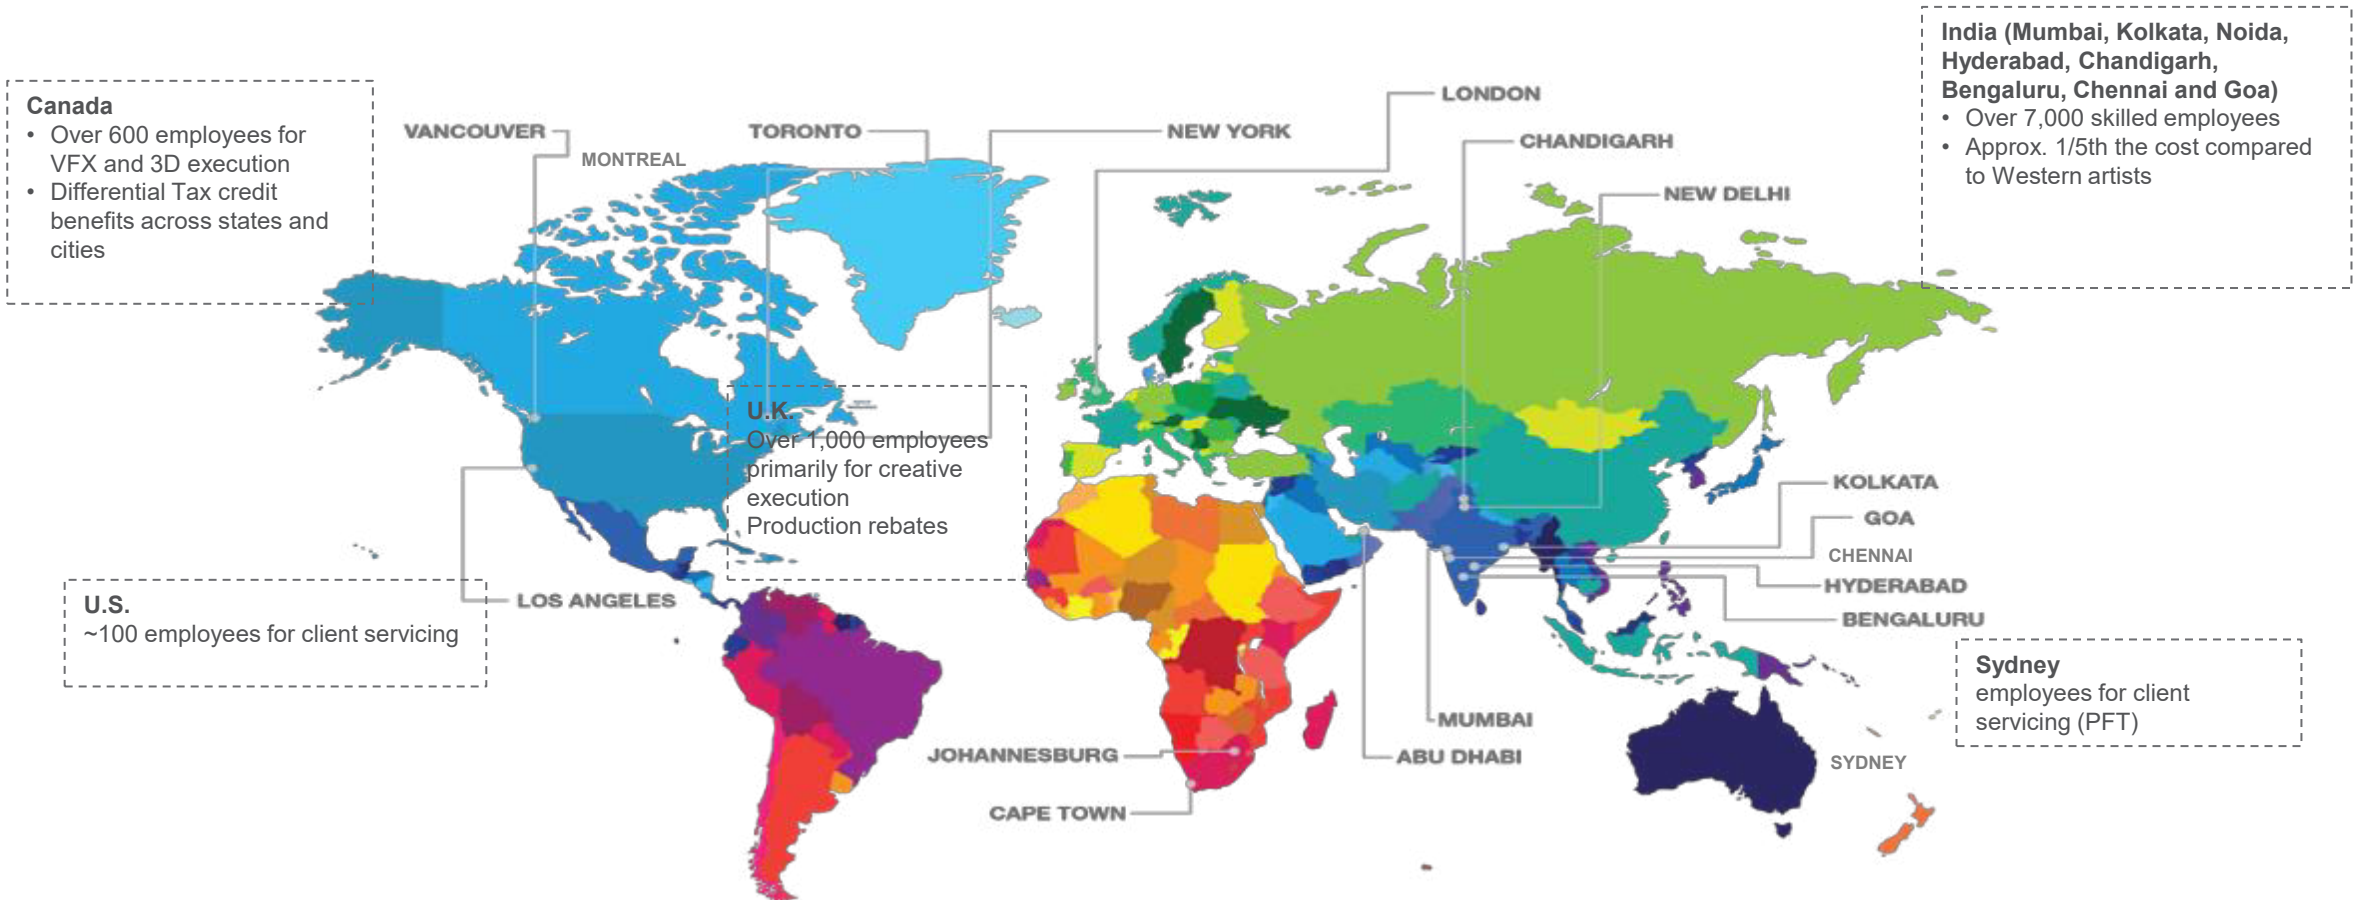 India (Mumbai, Kolkata, Noida,
Hyderabad, Chandigarh,
Bengaluru, Chennai and Goa)
• Over 7,000 skilled employees
• Approx. 1/5th the cost compared
to Western artists
Canada
• Over 600 employees for
VFX and 3D execution
• Differential Tax credit
benefits across states and
cities
VANCOUVER
MONTREAL
TORONTO
NEW YORK
LONDON
CHANDIGARH
NEW DELHI
U.K.
Over 1,000 employees
primarily for creative
execution
Production rebates
KOLKATA
GOA
CHENNAI
HYDERABAD
BENGALURU
U.S.
~100 employees for client servicing
LOS ANGELES
Sydney
employees for client
servicing (PFT)
MUMBAI
ABU DHABI
JOHANNESBURG
CAPE TOWN
SYDNEY